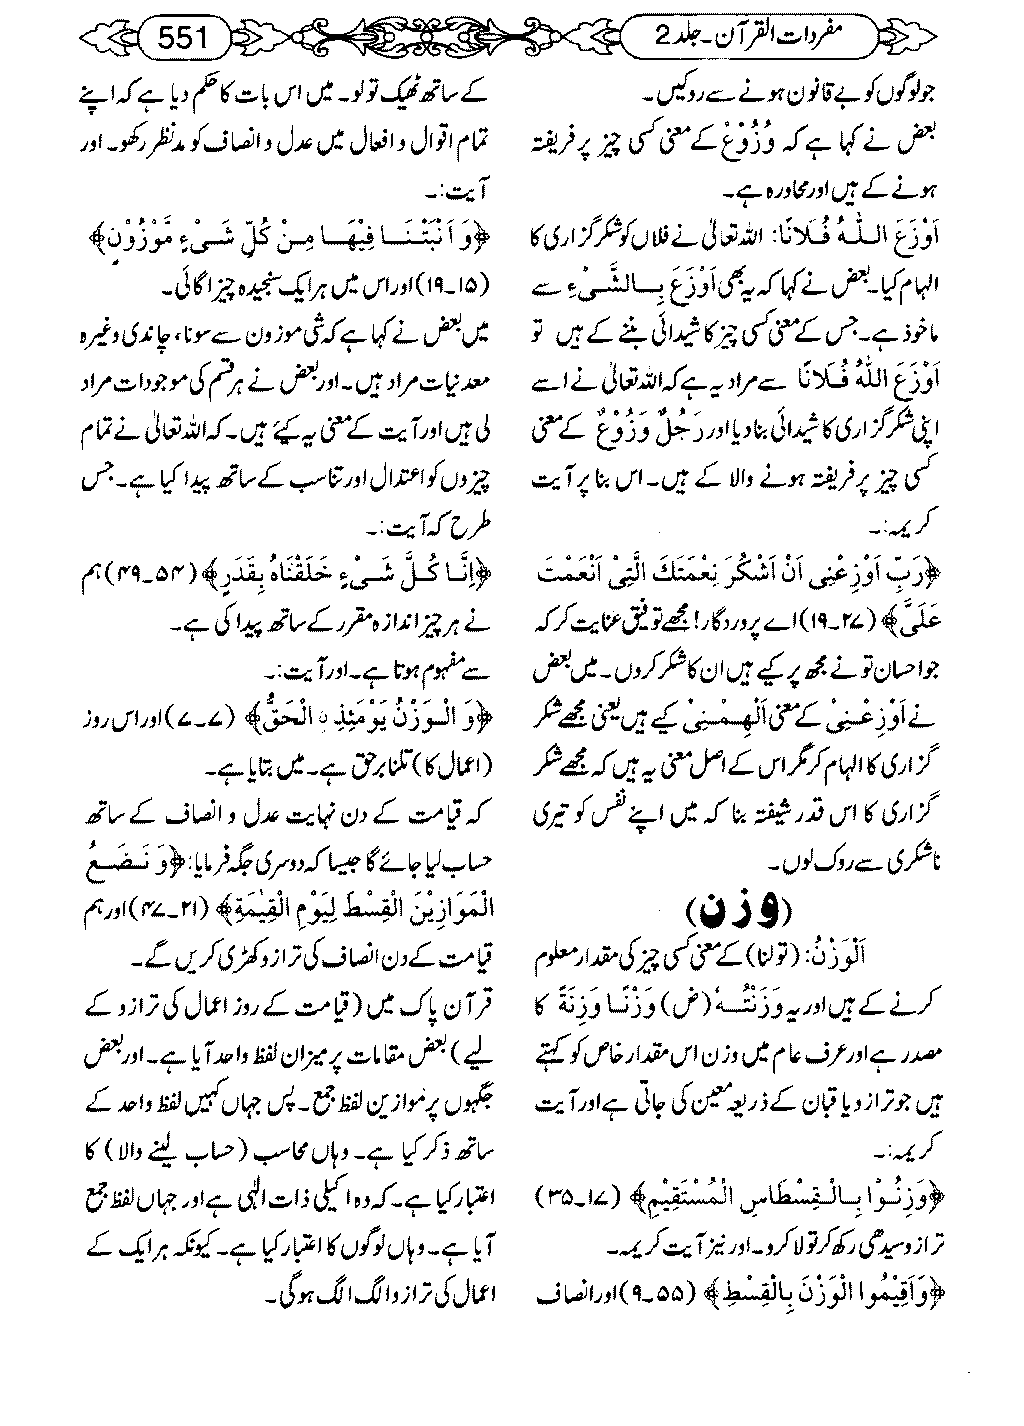 مفردات القرآن۔جلد 2
551
جو لوگوں کو بے قانون ہونے سے روکیں۔
بعض نے کہا ہے کہ وُزُوْعٌ کے معنی کسی چیز پر فریفتہ
ہونے کے ہیں اور محاورہ ہے۔
اَوْزَعَ اللّٰہُ فُلَانًا: اللہ تعالیٰ نے فلاں کو شکرگزاری کا
الہام کیا۔ بعض نے کہا کہ یہ بھی اَوْزَعَ بِالشَّیْءِ سے
ماخوذ ہے۔ جس کے معنی کسی چیز کا شیدائی بننے کے ہیں تو
اَوْزَعَ اللّٰہُ فُلَانًا سے مراد یہ ہے کہ اللہ تعالیٰ نے اسے
اپنی شکرگزاری کا شیدائی بنا دیا اور رَجُلٌ وَزُوْعٌ کے معنی
کسی چیز پر فریفتہ ہونے والا کے ہیں۔ اس بنا پر آیت
کریمہ:۔
﴿رَبِّ اَوْزِعْنِیْ اَنْ اَشْکُرَ نِعْمَتَكَ الَّتِیْ اَنْعَمْتَ
عَلَیَّ﴾ (۲۷۔۱۹) اے پروردگار! مجھے توفیق عنایت کر کہ
جو احسان تو نے مجھ پر کیے ہیں ان کا شکر کروں۔ میں بعض
نے اَوْزِعْنِیْ کے معنی اَلْهِمْنِیْ کیے ہیں یعنی مجھے شکر
گزاری کا الہام کر مگر اس کے اصل معنی یہ ہیں کہ مجھے شکر
گزاری کا اس قدر شیفتہ بنا کہ میں اپنے نفس کو تیری
ناشکری سے روک لوں۔
(وزن)
اَلْوَزْنُ: (تولنا) کے معنی کسی چیز کی مقدار معلوم
کرنے کے ہیں اور یہ وَزَنْتُهٗ (ض) وَزْنًا وَزِنَةً کا
مصدر ہے اور عرف عام میں وزن اس مقدار خاص کو کہتے
ہیں جو ترازو یا قبان کے ذریعہ معین کی جاتی ہے اور آیت
کریمہ:۔
﴿وَزِنُوْا بِالْقِسْطَاسِ الْمُسْتَقِیْمِ﴾ (۱۷۔۳۵)
ترازو سیدھی رکھ کر تولا کرو۔ اور نیز آیت کریمہ۔
﴿وَاَقِیْمُوا الْوَزْنَ بِالْقِسْطِ﴾ (۵۵۔۹) اور انصاف
کے ساتھ ٹھیک تولو۔ میں اس بات کا حکم دیا ہے کہ اپنے
تمام اقوال و افعال میں عدل و انصاف کو مدنظر رکھو۔ اور
آیت:۔
﴿وَ اَنْبَتْنَا فِیْهَا مِنْ کُلِّ شَیْءٍ مَّوْزُوْنٍ﴾
(۱۵۔۱۹) اور اس میں ہر ایک سنجیدہ چیز اگائی۔
میں بعض نے کہا ہے کہ شی موزون سے سونا، چاندی وغیرہ
معدنیات مراد ہیں۔ اور بعض نے ہر قسم کی موجودات مراد
لی ہیں اور آیت کے معنی یہ کیے ہیں۔ کہ اللہ تعالیٰ نے تمام
چیزوں کو اعتدال اور تناسب کے ساتھ پیدا کیا ہے۔ جس
طرح کہ آیت:۔
﴿اِنَّا کُلَّ شَیْءٍ خَلَقْنَاهُ بِقَدَرٍ﴾ (۵۴۔۴۹) ہم
نے ہر چیز اندازہ مقرر کے ساتھ پیدا کی ہے۔
سے مفہوم ہوتا ہے۔ اور آیت:۔
﴿وَ الْوَزْنُ یَوْمَئِذِ نِ الْحَقُّ﴾ (۷۔۷) اور اس روز
(اعمال کا) تلنا برحق ہے۔ میں بتایا ہے۔
کہ قیامت کے دن نہایت عدل و انصاف کے ساتھ
حساب لیا جائے گا جیسا کہ دوسری جگہ فرمایا: ﴿وَ نَضَعُ
الْمَوَازِیْنَ الْقِسْطَ لِیَوْمِ الْقِیٰمَةِ﴾ (۲۱۔۴۷) اور ہم
قیامت کے دن انصاف کی ترازو کھڑی کریں گے۔
قرآن پاک میں (قیامت کے روز اعمال کی ترازو کے
لیے) بعض مقامات پر میزان لفظ واحد آیا ہے۔ اور بعض
جگہوں پر موازین لفظ جمع۔ پس جہاں کہیں لفظ واحد کے
ساتھ ذکر کیا ہے۔ وہاں محاسب (حساب لینے والا) کا
اعتبار کیا ہے۔ کہ وہ اکیلی ذات الٰہی ہے اور جہاں لفظ جمع
آیا ہے۔ وہاں لوگوں کا اعتبار کیا ہے۔ کیونکہ ہر ایک کے
اعمال کی ترازو الگ الگ ہوگی۔